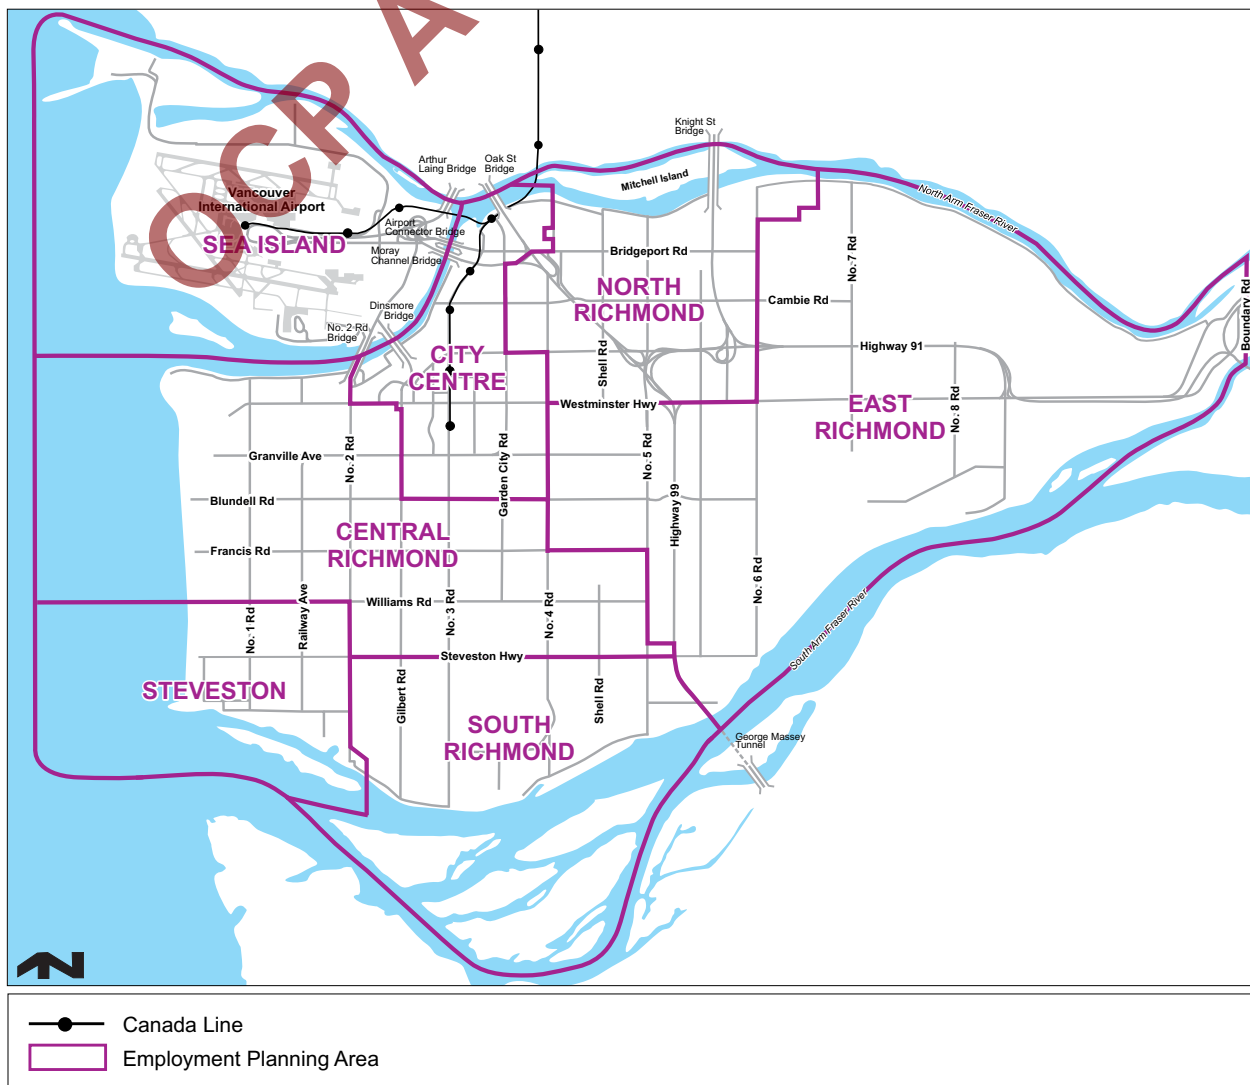 OCP A
Knight St
Bridge
Arthur
Laing Bridge
Oak St
Bridge
Mitchell Island
North Arm Fraser River
Vancouver
International Airport
SEA ISLAND
Airport
Connector Bridge
Moray
Channel Bridge
Bridgeport Rd
No. 7 Rd
NORTH
RICHMOND
Cambie Rd
Boundary Rd
Dinsmore
Bridge
No. 2 Rd
Bridge
CITY
CENTRE
Shell Rd
Highway 91
Westminster Hwy
EAST
RICHMOND
No. 8 Rd
Granville Ave
No. 2 Rd
Garden City Rd
No. 5 Rd
Blundell Rd
Highway 99
CENTRAL
RICHMOND
Francis Rd
No. 6 Rd
Williams Rd
No. 1 Rd
Railway Ave
No. 3 Rd
No. 4 Rd
South Arm Fraser River
Steveston Hwy
STEVESTON
Gilbert Rd
Shell Rd
SOUTH
RICHMOND
George Massey
Tunnel
N
Canada Line
Employment Planning Area